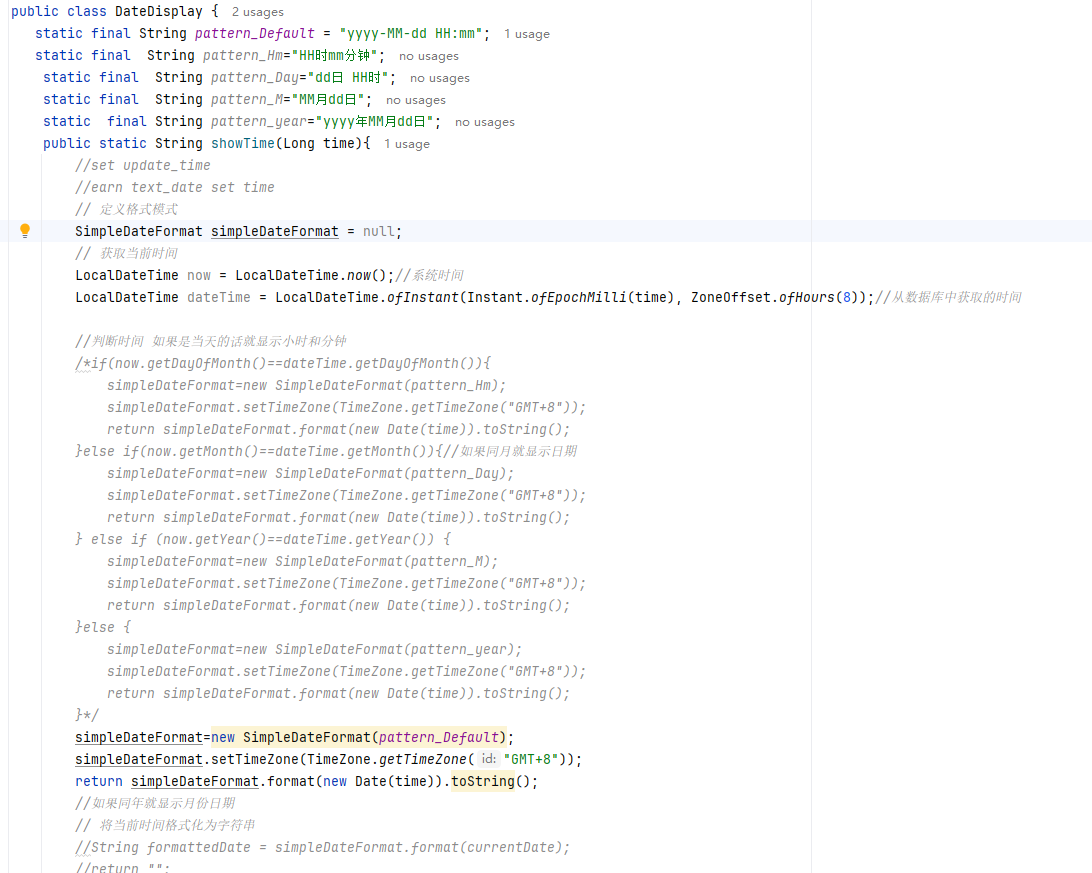 public class DateDisplay { 2 usages
static final String pattern_Default = "yyyy-MM-dd HH:mm"; 1 usage
static final String pattern_Hm="HH时mm分钟"; no usages
static final String pattern_Day="dd日 HH时"; no usages
static final String pattern_M="MM月dd日"; no usages
static final String pattern_year="yyyy年MM月dd日"; no usages
public static String showTime(Long time){ 1 usage
//set update_time
//earn text_date set time
// 定义格式模式
SimpleDateFormat simpleDateFormat = null;
// 获取当前时间
LocalDateTime now = LocalDateTime.now();//系统时间
LocalDateTime dateTime = LocalDateTime.ofInstant(Instant.ofEpochMilli(time), ZoneOffset.ofHours(8));//从数据库中获取的时间
//判断时间 如果是当天的话就显示小时和分钟
/*if(now.getDayOfMonth()==dateTime.getDayOfMonth()){
simpleDateFormat=new SimpleDateFormat(pattern_Hm);
simpleDateFormat.setTimeZone(TimeZone.getTimeZone("GMT+8"));
return simpleDateFormat.format(new Date(time)).toString();
}else if(now.getMonth()==dateTime.getMonth()){//如果同月就显示日期
simpleDateFormat=new SimpleDateFormat(pattern_Day);
simpleDateFormat.setTimeZone(TimeZone.getTimeZone("GMT+8"));
return simpleDateFormat.format(new Date(time)).toString();
} else if (now.getYear()==dateTime.getYear()) {
simpleDateFormat=new SimpleDateFormat(pattern_M);
simpleDateFormat.setTimeZone(TimeZone.getTimeZone("GMT+8"));
return simpleDateFormat.format(new Date(time)).toString();
}else {
simpleDateFormat=new SimpleDateFormat(pattern_year);
simpleDateFormat.setTimeZone(TimeZone.getTimeZone("GMT+8"));
return simpleDateFormat.format(new Date(time)).toString();
}*/
simpleDateFormat=new SimpleDateFormat(pattern_Default);
simpleDateFormat.setTimeZone(TimeZone.getTimeZone( id: "GMT+8"));
return simpleDateFormat.format(new Date(time)).toString();
//如果同年就显示月份日期
// 将当前时间格式化为字符串
//String formattedDate = simpleDateFormat.format(currentDate);
//return "";